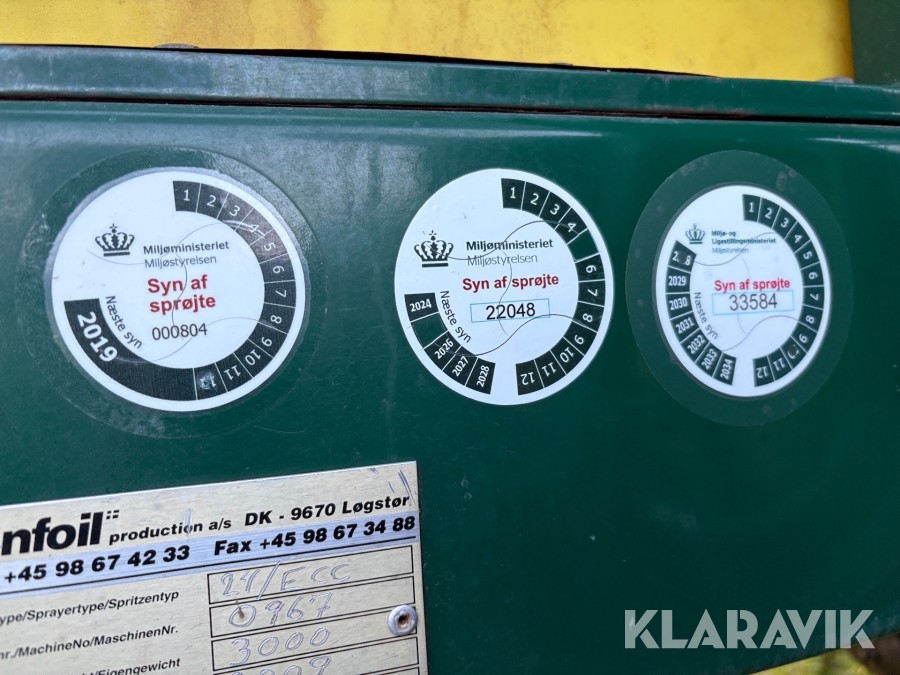 1 2 3 4 5 6 7 8 9 10 11
Miljøministeriet
Miljøstyrelsen
Syn af
sprøjte
000804
Næste syn
2019
1 2 3 4 6 7 8 9 10 11 12
Miljøministeriet
Miljøstyrelsen
Syn af sprøjte
22048
Næste syn
2024 2026 2027 2028
1 2 3 4 5 6 7 8 9 11 12
Miljø- og
Ligestillingsministeriet
Miljøstyrelsen
Syn af sprøjte
33584
Næste syn
2029 2030 2031 2032 2033 2034
nfoil
production a/s DK - 9670 Løgstør
+45 98 67 42 33 Fax +45 98 67 34 88
ype/Sprayertype/Spritzentyp
24/ECC
nr./MachineNo/MaschinenNr.
0967
ht/Eigengewicht
3000
KLARAVIK